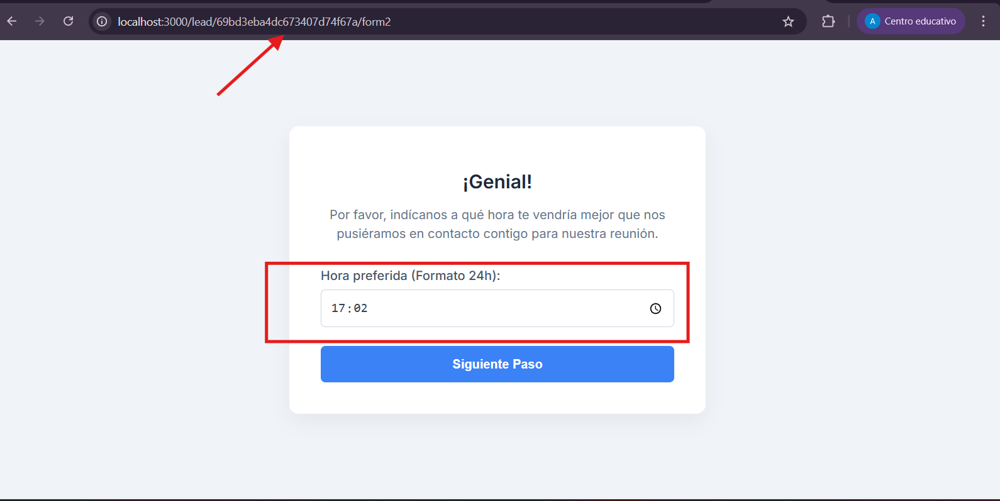 localhost:3000/lead/69bd3eba4dc673407d74f67a/form2
A Centro educativo
¡Genial!
Por favor, indícanos a qué hora te vendría mejor que nos
pusiéramos en contacto contigo para nuestra reunión.
Hora preferida (Formato 24h):
17:02
Siguiente Paso